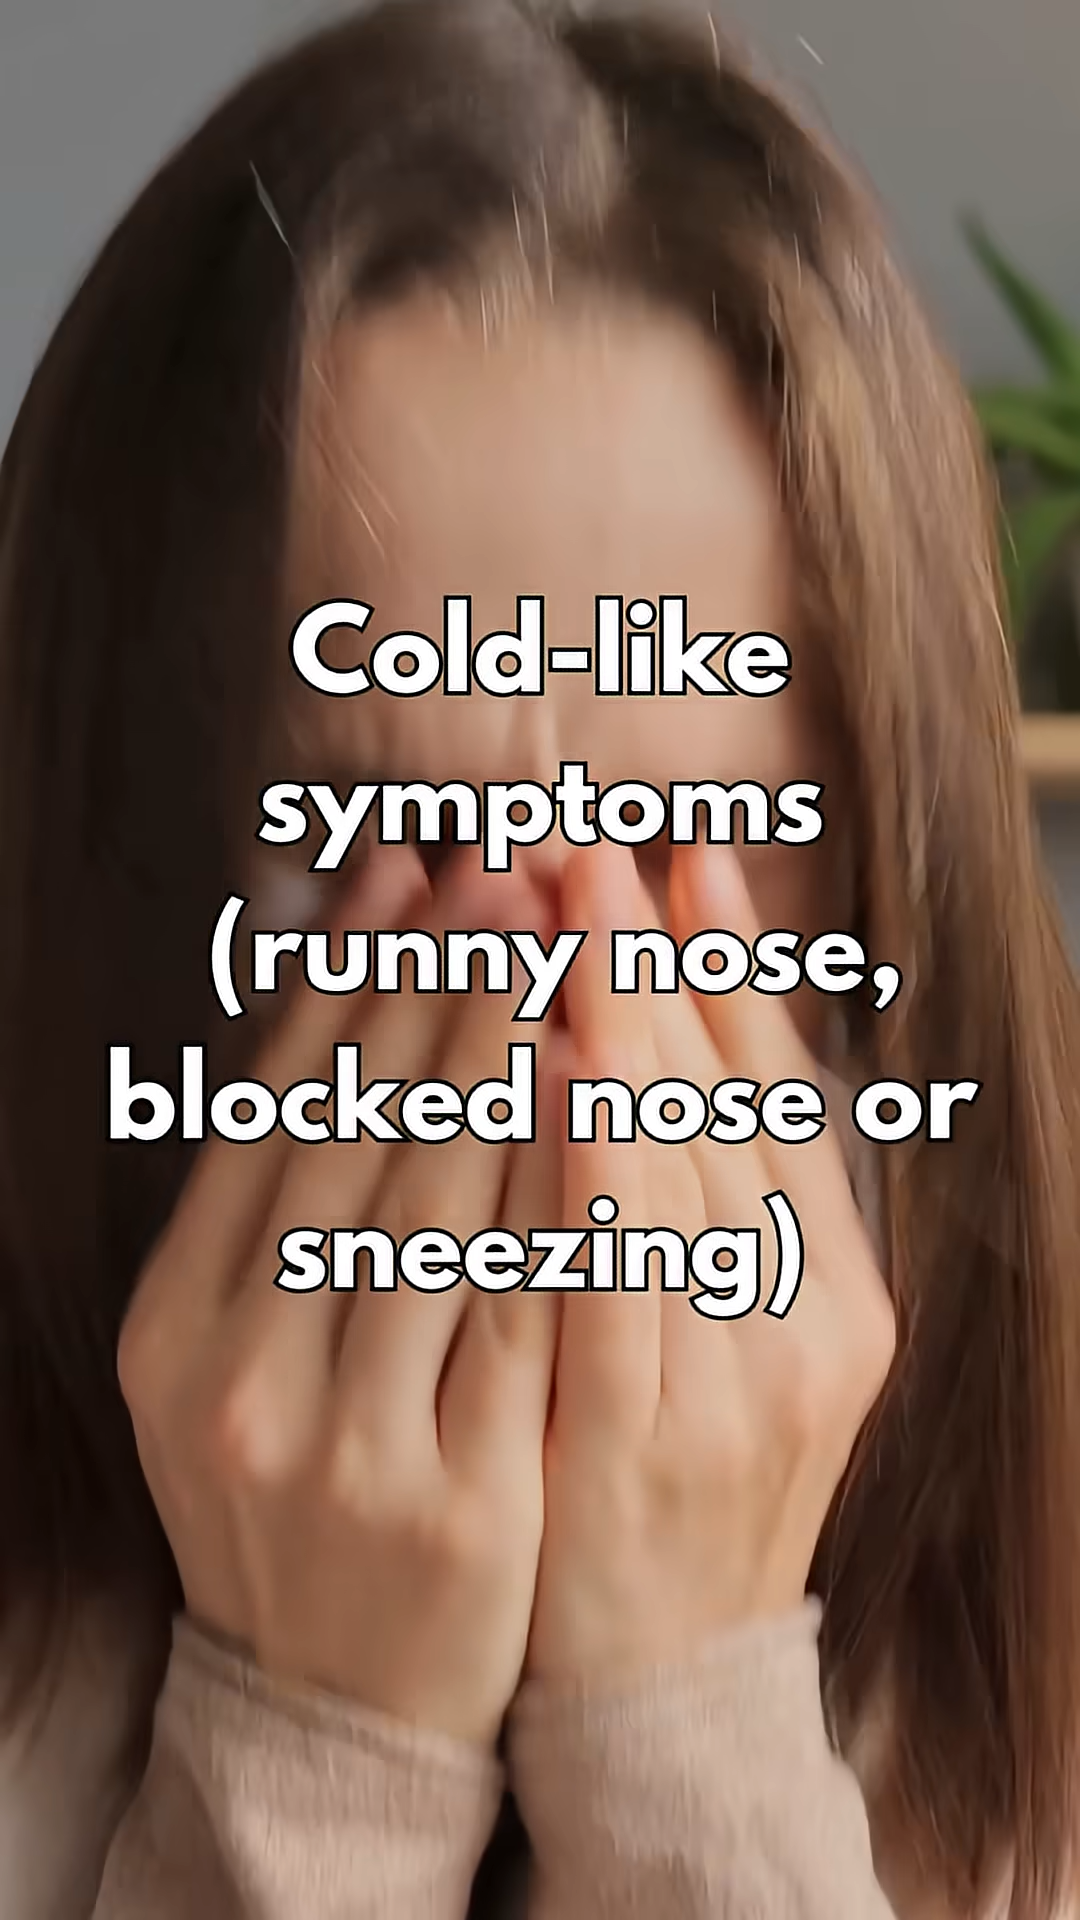 Cold-like
symptoms
(runny nose,
blocked nose or
sneezing)